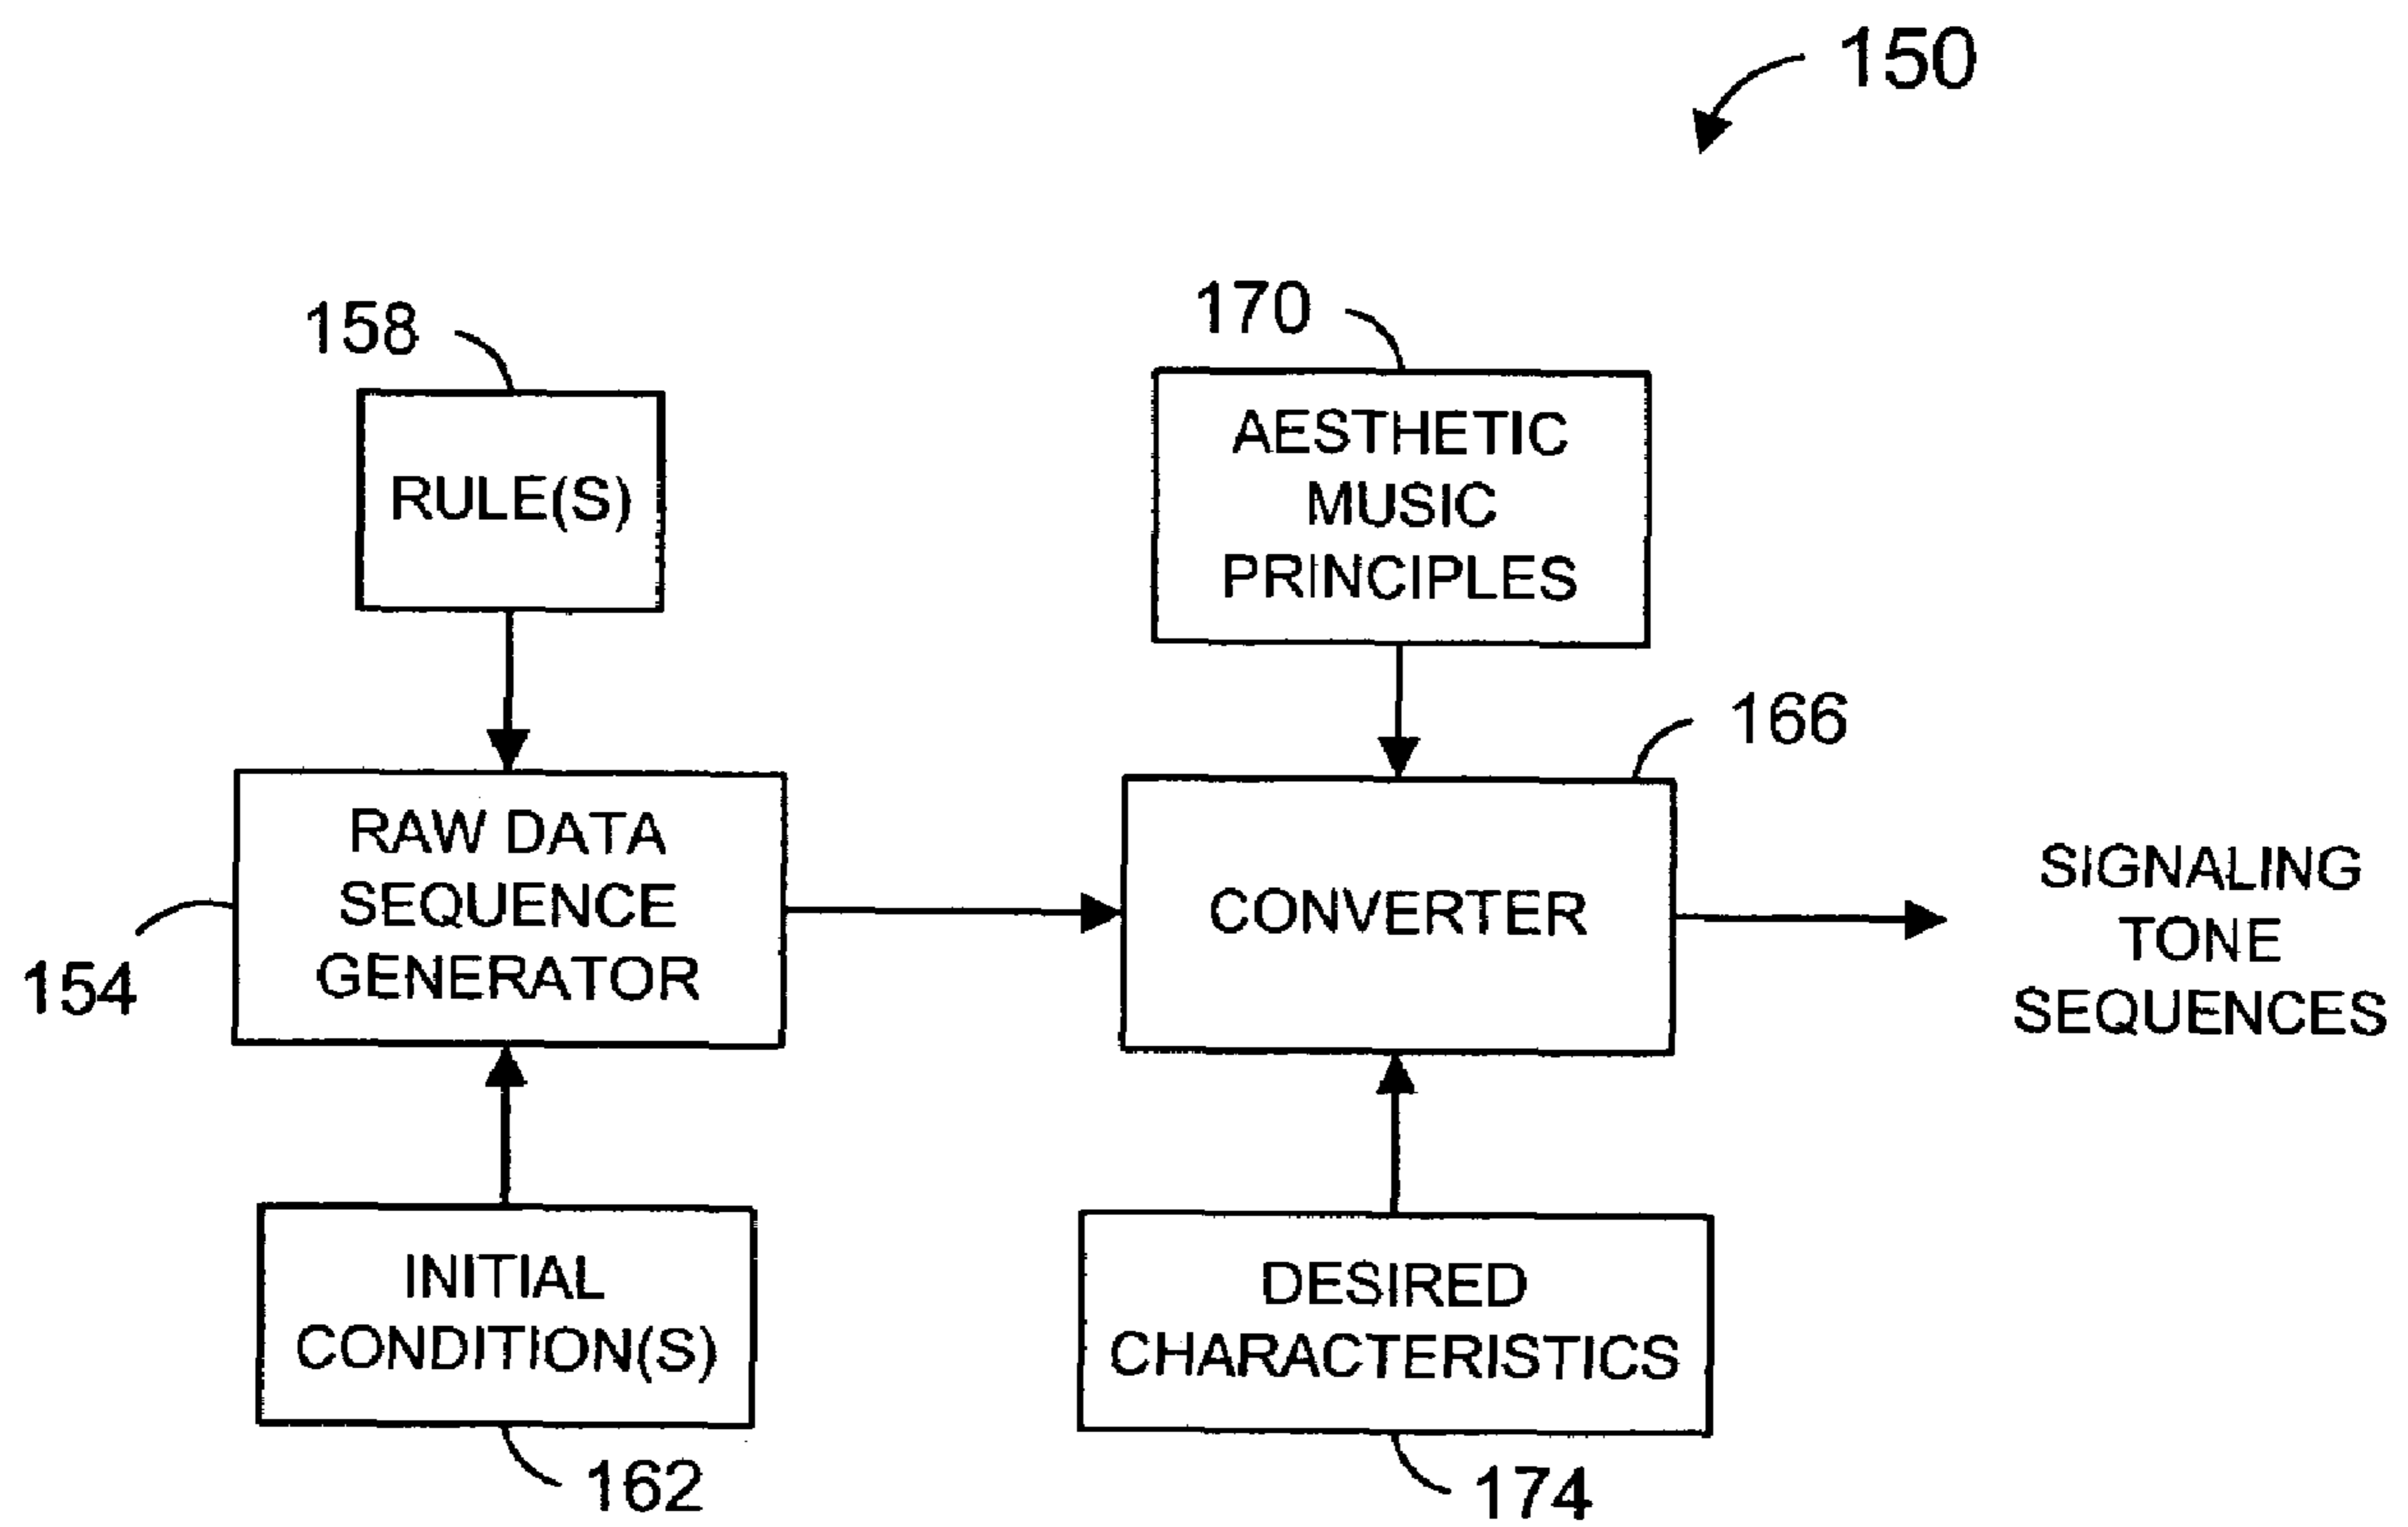 150
158
170
RULE(S)
AESTHETIC
MUSIC
PRINCIPLES
166
RAW DATA
SEQUENCE
GENERATOR
154
CONVERTER
SIGNALING
TONE
SEQUENCES
INITIAL
CONDITION(S)
162
DESIRED
CHARACTERISTICS
174